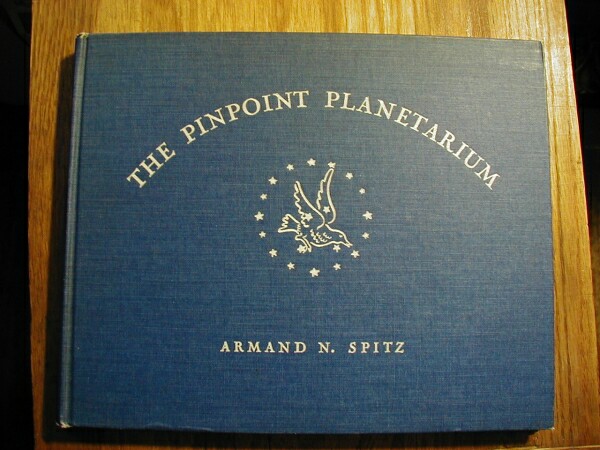 THE PINPOINT PLANETARIUM
ARMAND N. SPITZ